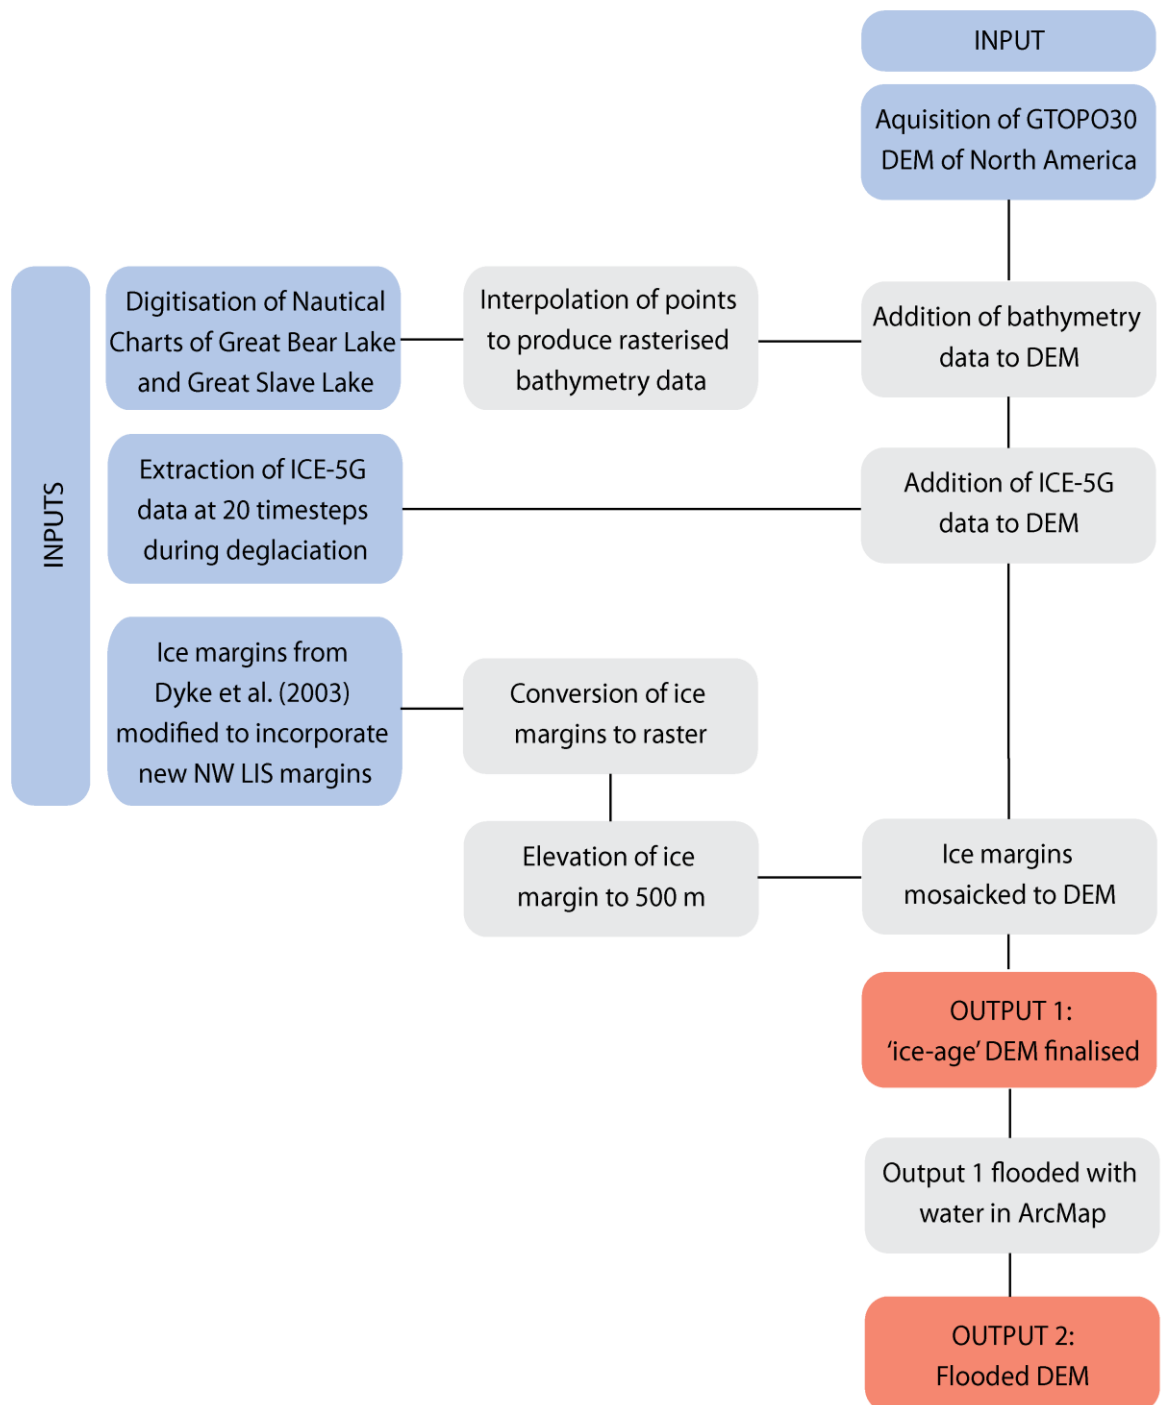 INPUT
Aquisition of GTOPO30
DEM of North America
INPUTS
Digitisation of Nautical
Charts of Great Bear Lake
and Great Slave Lake
Interpolation of points
to produce rasterised
bathymetry data
Addition of bathymetry
data to DEM
Extraction of ICE-5G
data at 20 timesteps
during deglaciation
Addition of ICE-5G
data to DEM
Ice margins from
Dyke et al. (2003)
modified to incorporate
new NW LIS margins
Conversion of ice
margins to raster
Elevation of ice
margin to 500 m
Ice margins
mosaicked to DEM
OUTPUT 1:
‘ice-age’ DEM finalised
Output 1 flooded with
water in ArcMap
OUTPUT 2:
Flooded DEM